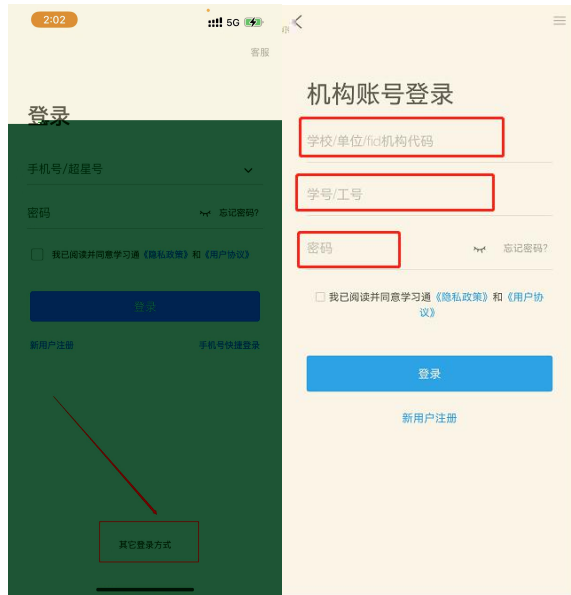 2:02
5G
客服
登录
手机号/超星号
密码
忘记密码?
我已阅读并同意学习通《隐私政策》和《用户协议》
登录
新用户注册
手机号快捷登录
其它登录方式
机构账号登录
学校/单位/fid机构代码
学号/工号
密码
忘记密码?
我已阅读并同意学习通《隐私政策》和《用户协
议》
登录
新用户注册